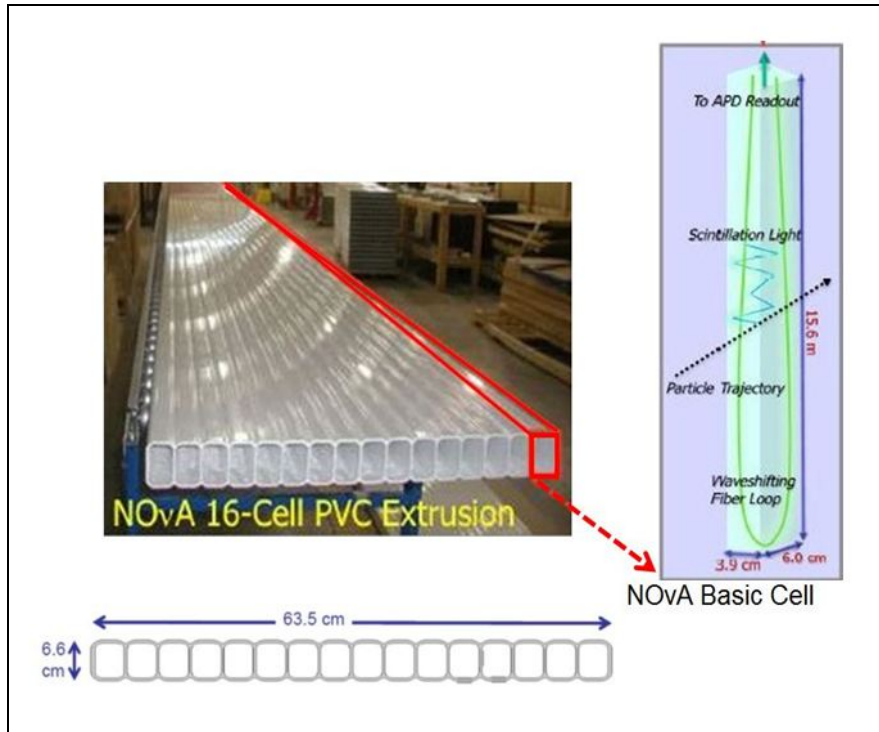 To APD Readout
Scintillation Light
15.6 m
Particle Trajectory
Waveshifting
Fiber Loop
3.9 cm
6.0 cm
NOνA 16-Cell PVC Extrusion
NOvA Basic Cell
63.5 cm
6.6
cm